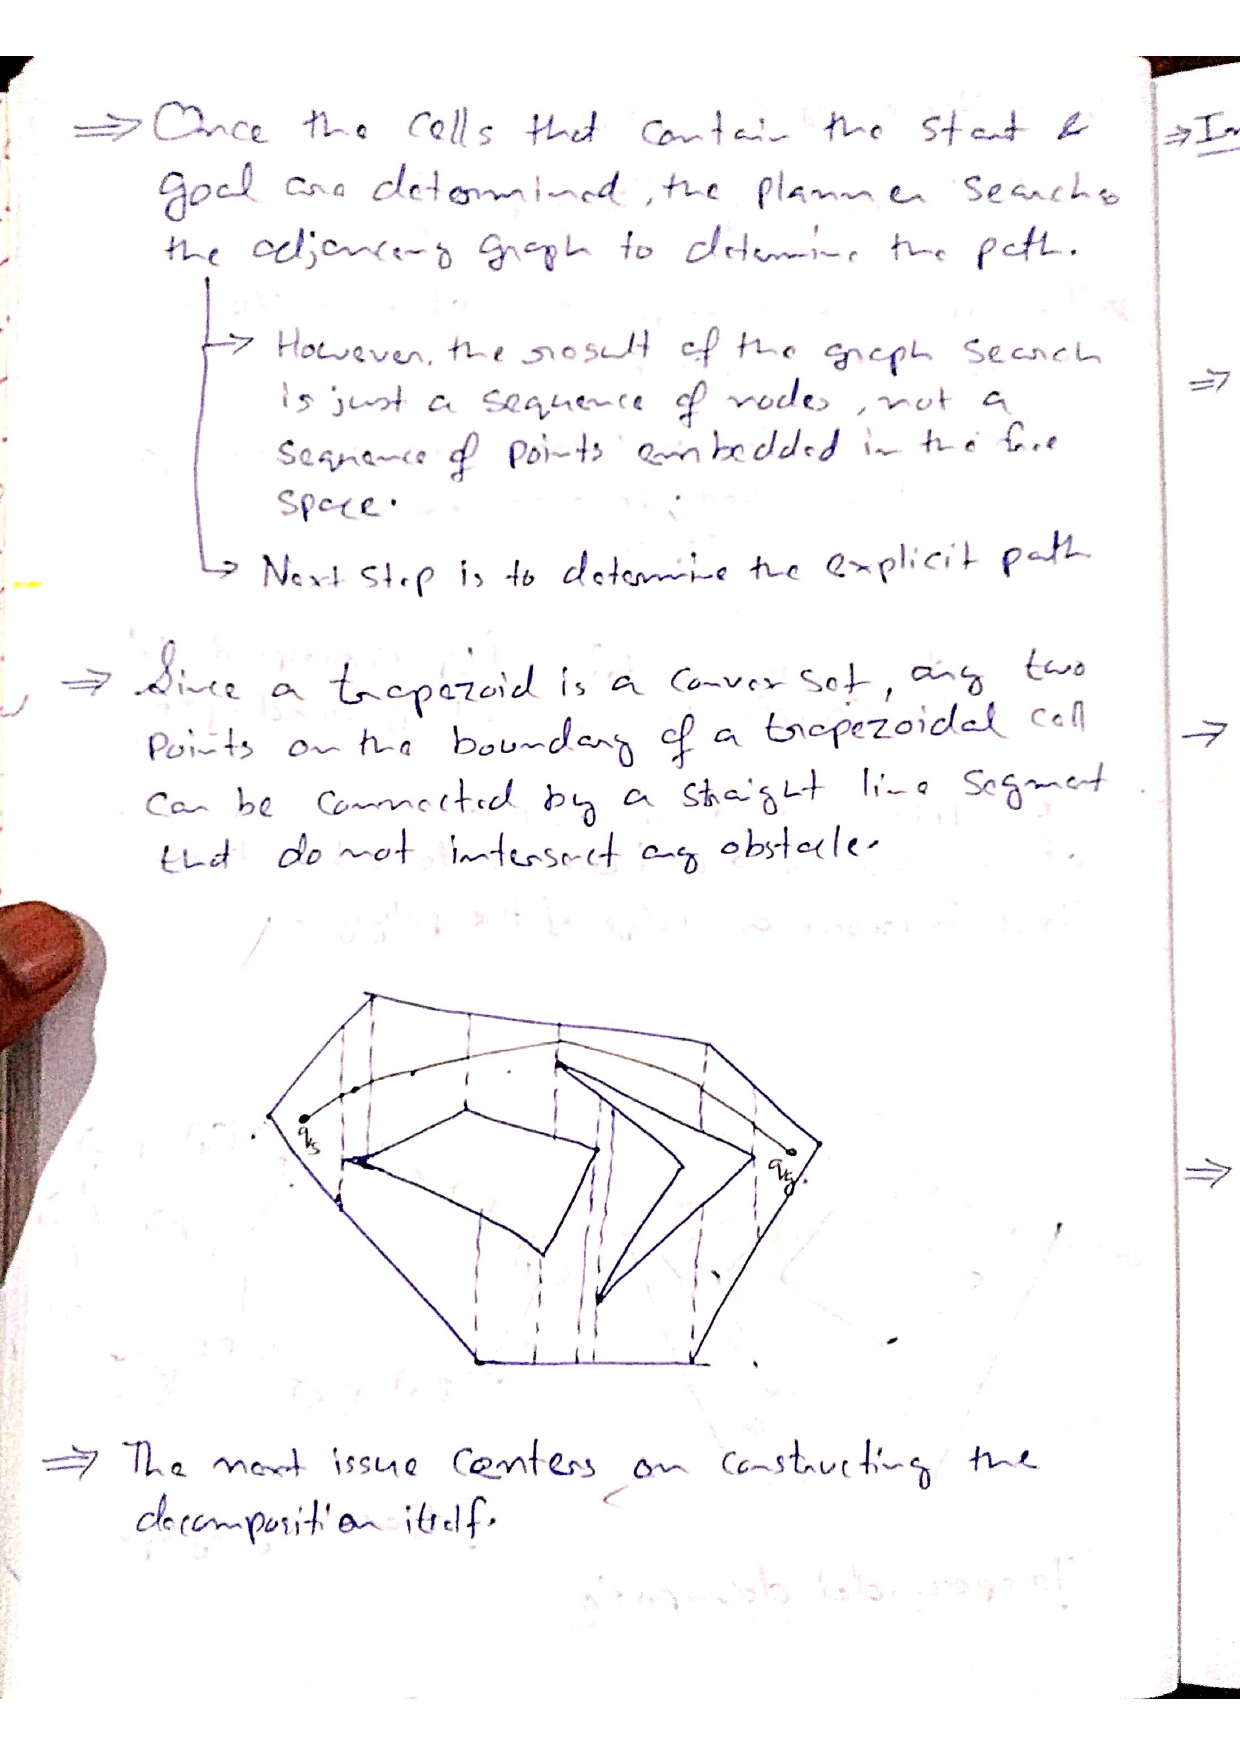 ⇒ Once the cells that contain the start &
goal are determined, the planner searches
the adjancency graph to determine the path.
→ However, the result of the graph search
is just a sequence of nodes, not a
sequence of points embedded in the free
space.
→ Next step is to determine the explicit path
⇒ Since a trapezoid is a convex set, any two
points on the boundary of a trapezoidal cell
can be connected by a straight line segment
that do not intersect any obstacle.
qs
qg
⇒ The next issue centers on constructing the
decomposition itself.